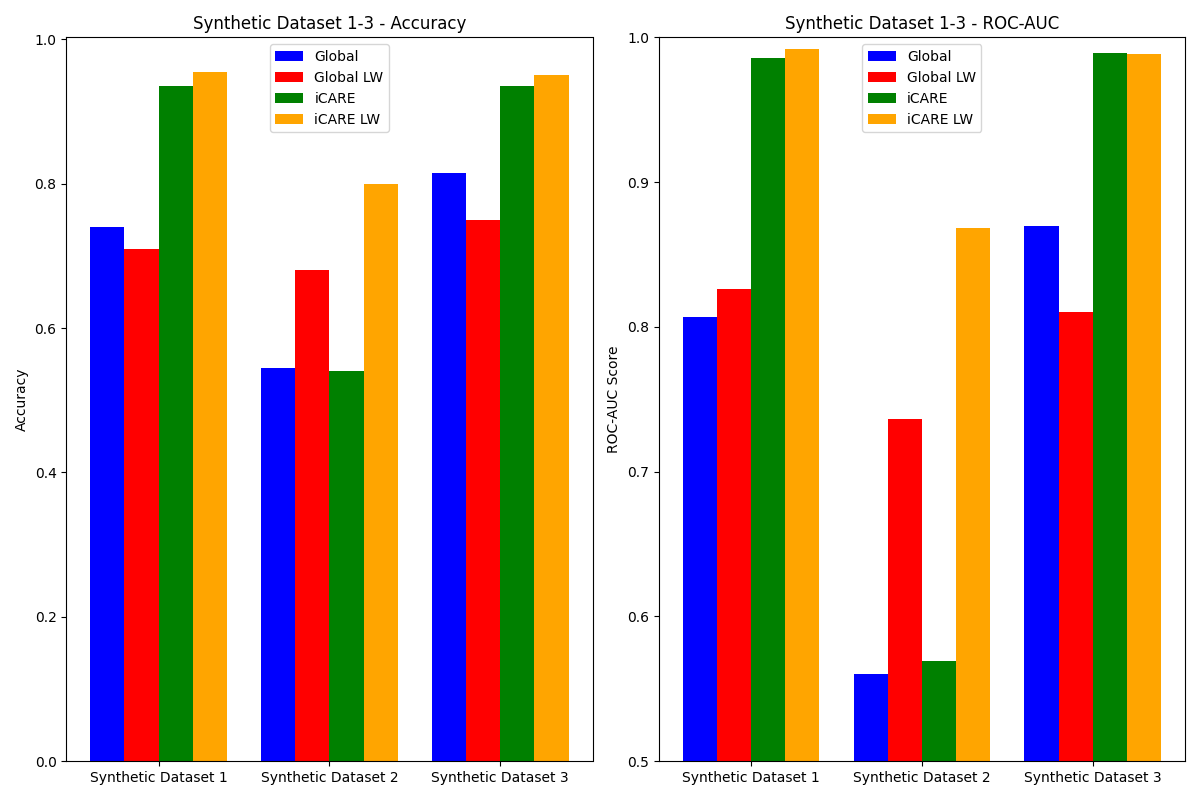 Synthetic Dataset 1-3 - Accuracy
Global
Global LW
iCARE
iCARE LW
1.0
0.8
0.6
0.4
0.2
0.0
Accuracy
Synthetic Dataset 1
Synthetic Dataset 2
Synthetic Dataset 3
Synthetic Dataset 1-3 - ROC-AUC
Global
Global LW
iCARE
iCARE LW
1.0
0.9
0.8
0.7
0.6
0.5
ROC-AUC Score
Synthetic Dataset 1
Synthetic Dataset 2
Synthetic Dataset 3